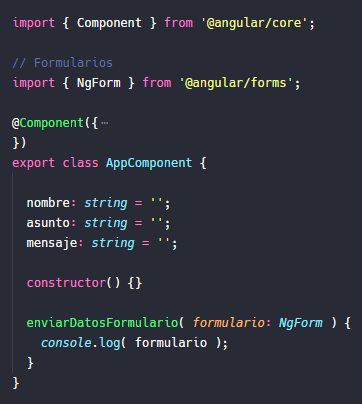 import { Component } from '@angular/core';
// Formularios
import { NgForm } from '@angular/forms';
@Component({⋯
})
export class AppComponent {
nombre: string = '';
asunto: string = '';
mensaje: string = '';
constructor() {}
enviarDatosFormulario( formulario: NgForm ) {
console.log( formulario );
}
}